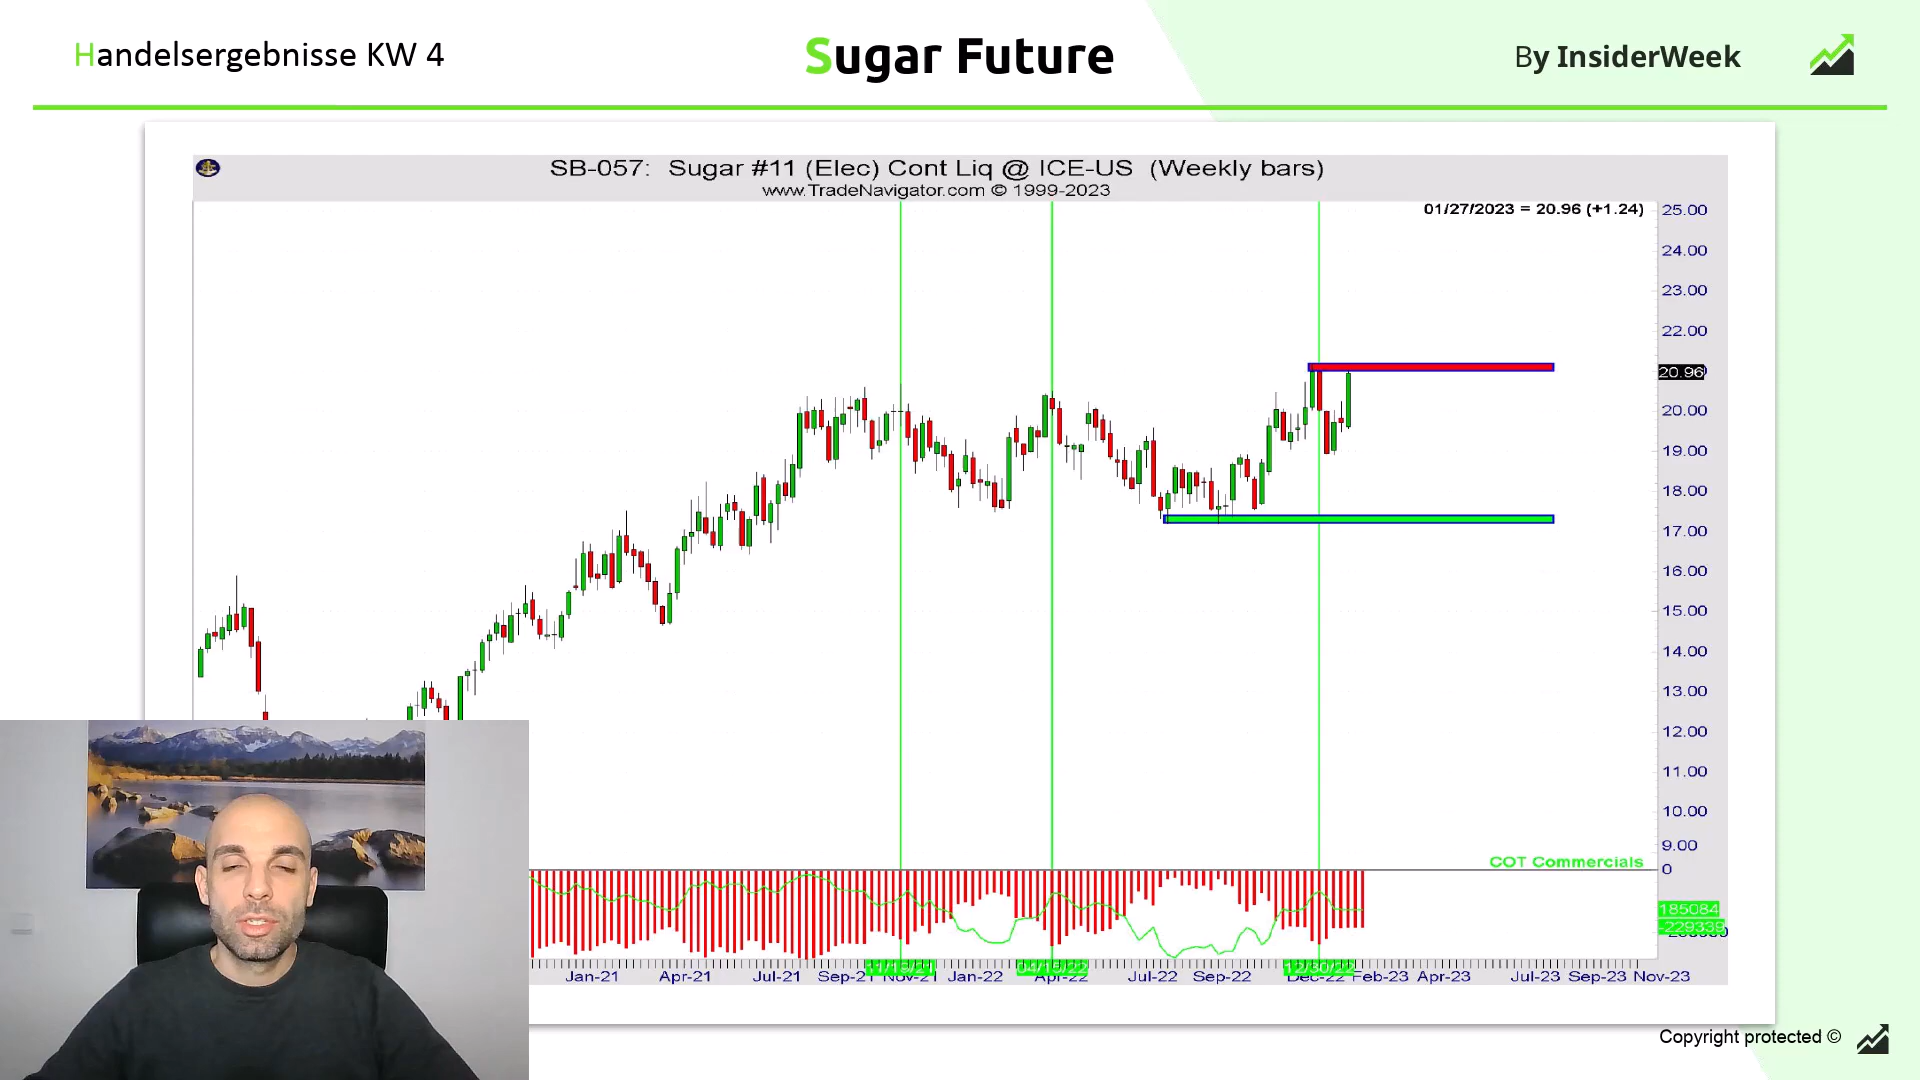 Handelsergebnisse KW 4
Sugar Future
By InsiderWeek
SB-057: Sugar #11 (Elec) Cont Liq @ ICE-US (Weekly bars)
www.TradeNavigator.com © 1999-2023
01/27/2023 = 20.96 (+1.24)
25.00
24.00
23.00
22.00
20.96
20.00
19.00
18.00
17.00
16.00
15.00
14.00
13.00
12.00
11.00
10.00
9.00
COT Commercials
0
185084
-229339
Jan-21 Apr-21 Jul-21 Sep-21 Nov-21 Jan-22 Apr-22 Jul-22 Sep-22 Dec-22 Feb-23 Apr-23 Jul-23 Sep-23 Nov-23
12/30/22
Copyright protected ©